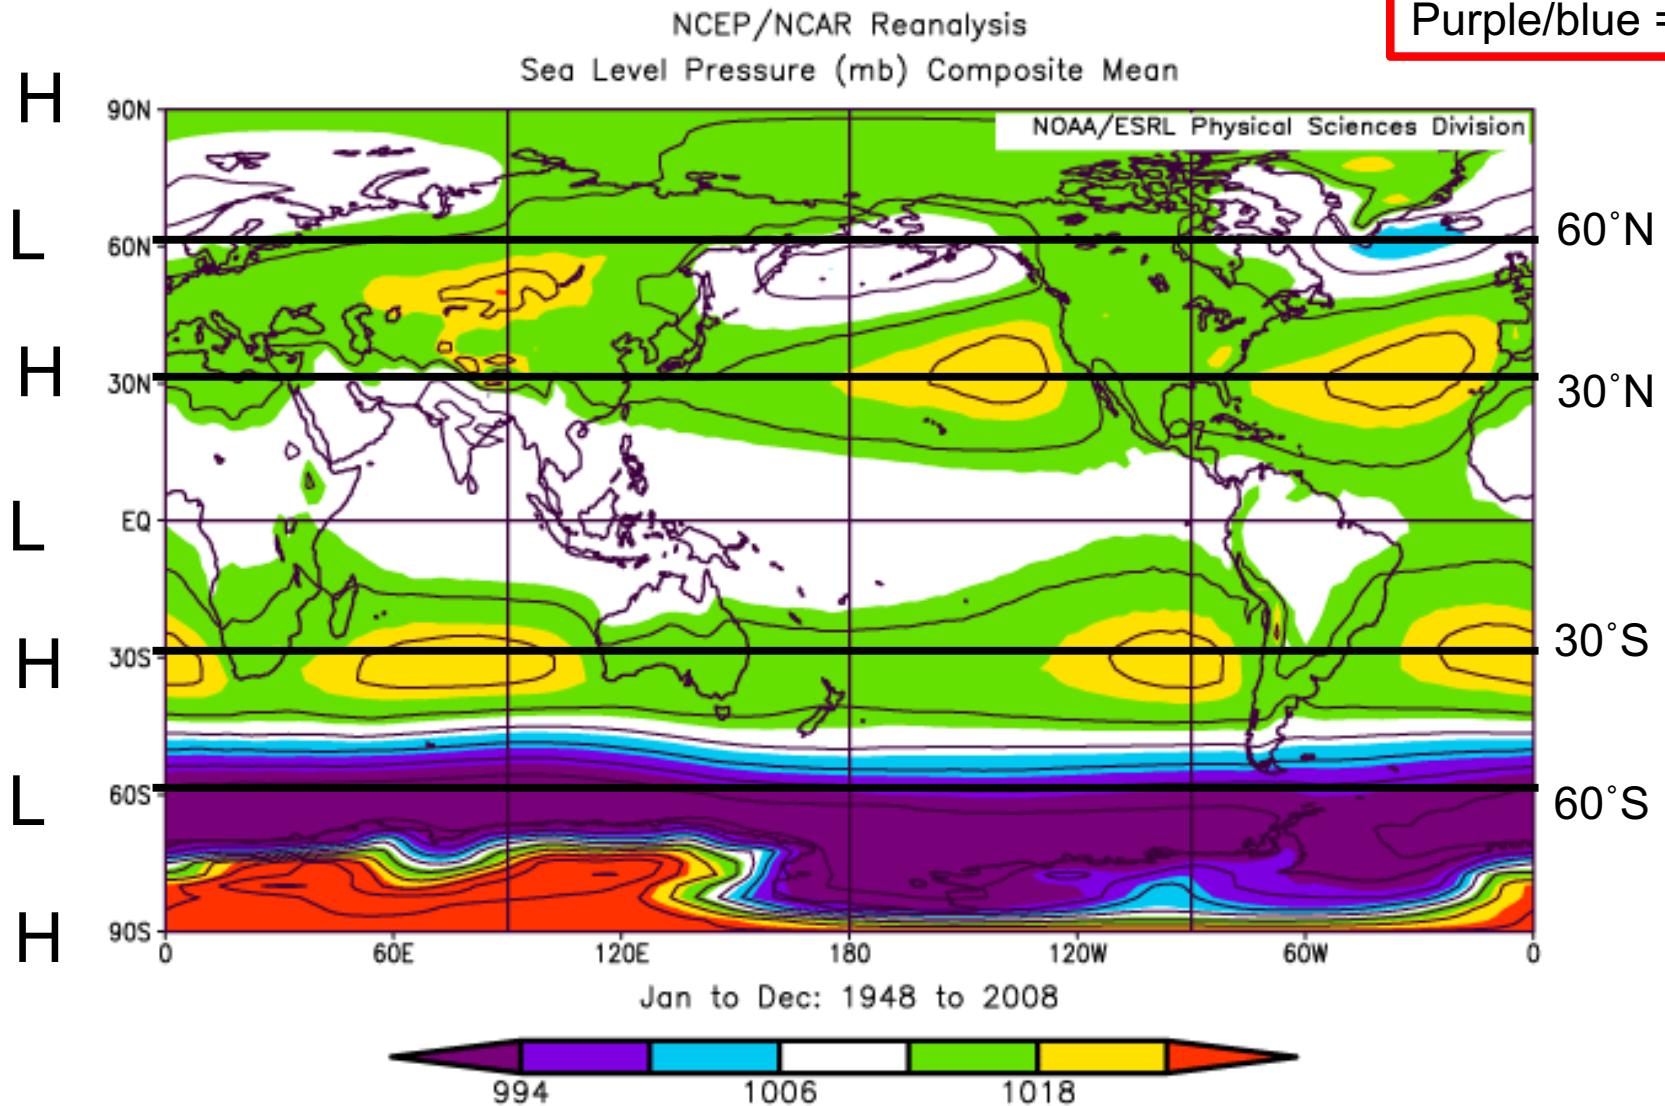 Purple/blue =
NCEP/NCAR Reanalysis
Sea Level Pressure (mb) Composite Mean
H
90N
NOAA/ESRL Physical Sciences Division
L
60N
60°N
H
30N
30°N
L
EQ
H
30S
30°S
L
60S
60°S
H
90S
0 60E 120E 180 120W 60W 0
Jan to Dec: 1948 to 2008
994 1006 1018